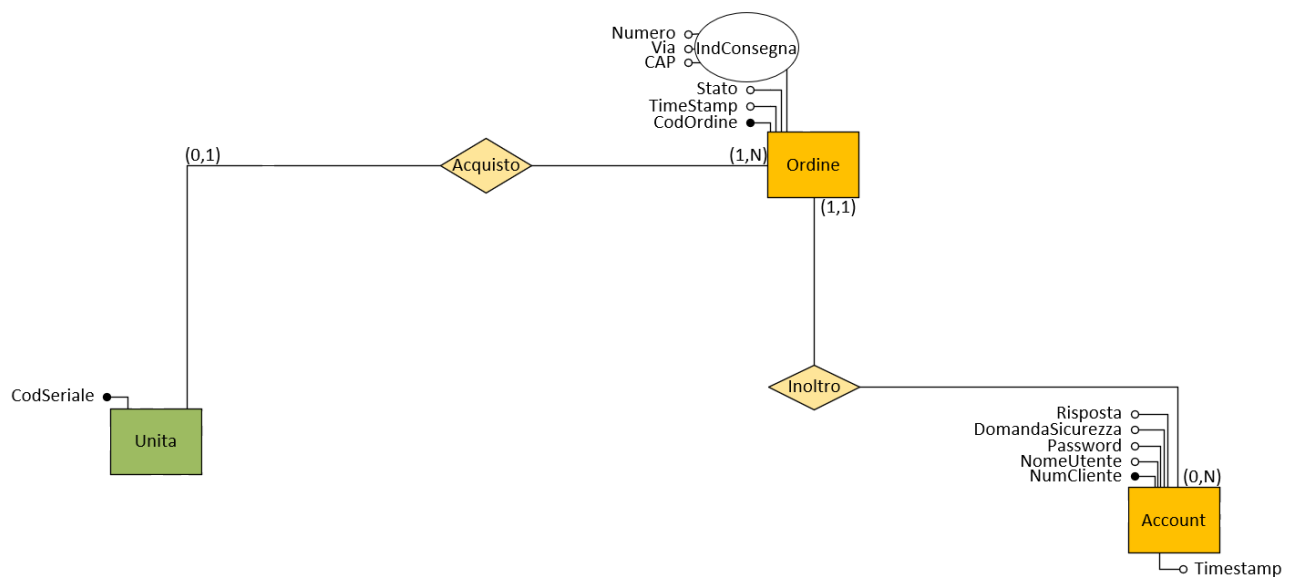 Numero
Via
CAP
IndConsegna
Stato
TimeStamp
CodOrdine
(0,1)
Acquisto
(1,N)
Ordine
(1,1)
CodSeriale
Unita
Inoltro
Risposta
DomandaSicurezza
Password
NomeUtente
NumCliente
(0,N)
Account
Timestamp